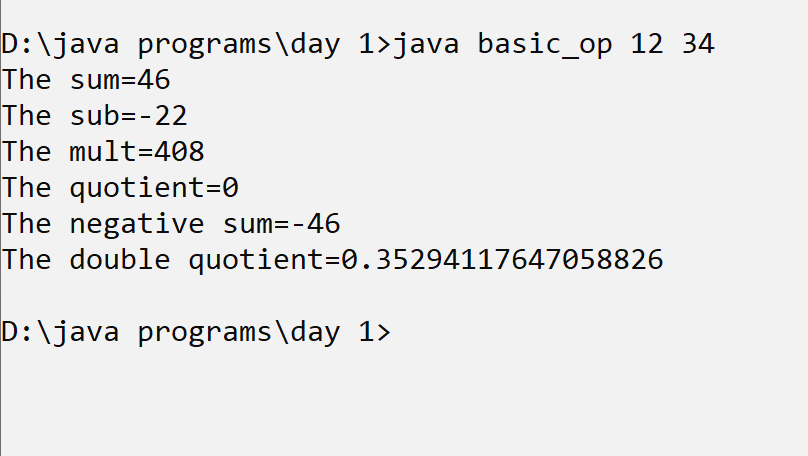 D:\java programs\day 1>java basic_op 12 34
The sum=46
The sub=-22
The mult=408
The quotient=0
The negative sum=-46
The double quotient=0.35294117647058826
D:\java programs\day 1>